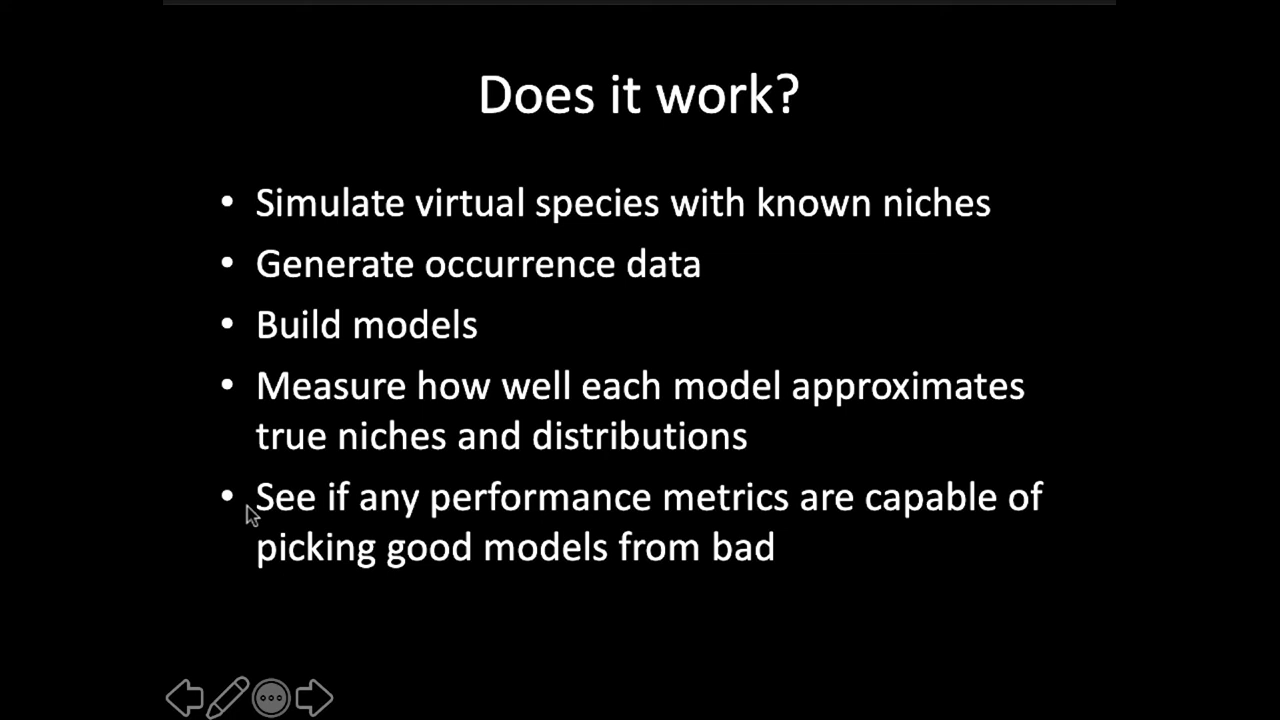 Does it work?
• Simulate virtual species with known niches
• Generate occurrence data
• Build models
• Measure how well each model approximates
true niches and distributions
• See if any performance metrics are capable of
picking good models from bad